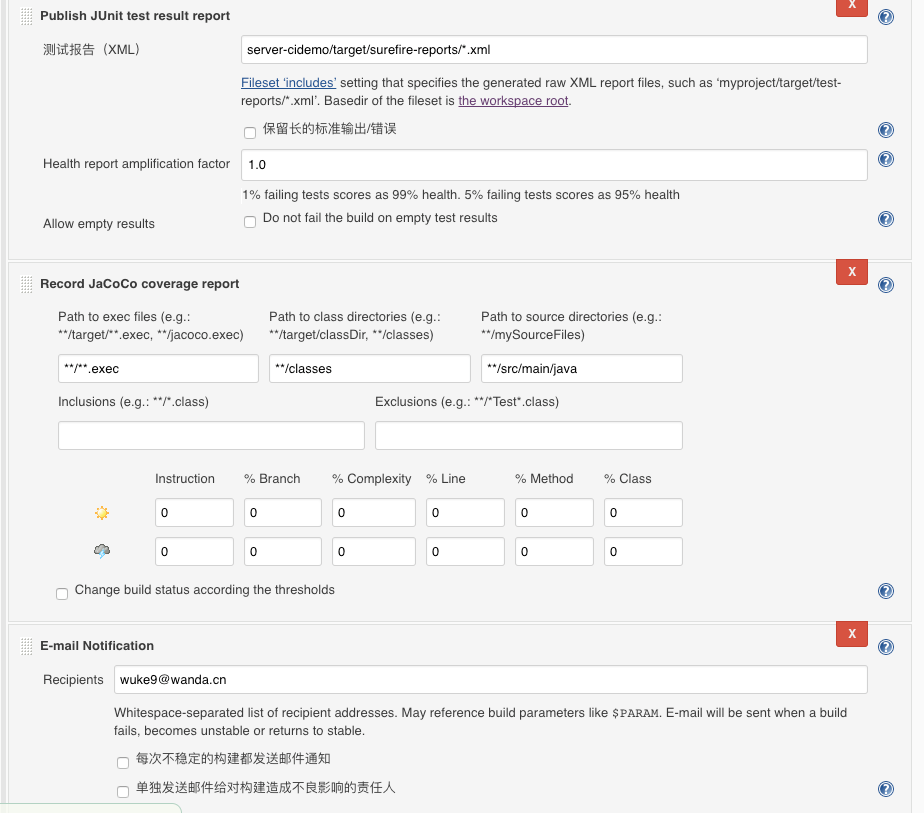 Publish JUnit test result report
X
测试报告（XML）
server-cidemo/target/surefire-reports/*.xml
Fileset ‘includes’ setting that specifies the generated raw XML report files, such as ‘myproject/target/test-
reports/*.xml’. Basedir of the fileset is the workspace root.
保留长的标准输出/错误
Health report amplification factor
1.0
1% failing tests scores as 99% health. 5% failing tests scores as 95% health
Allow empty results
Do not fail the build on empty test results
Record JaCoCo coverage report
X
Path to exec files (e.g.:
**/target/**.exec, **/jacoco.exec)
Path to class directories (e.g.:
**/target/classDir, **/classes)
Path to source directories (e.g.:
**/mySourceFiles)
**/**.exec
**/classes
**/src/main/java
Inclusions (e.g.: **/*.class)
Exclusions (e.g.: **/*Test*.class)
Instruction % Branch % Complexity % Line % Method % Class
0 0 0 0 0 0
0 0 0 0 0 0
Change build status according the thresholds
E-mail Notification
X
Recipients
wuke9@wanda.cn
Whitespace-separated list of recipient addresses. May reference build parameters like $PARAM. E-mail will be sent when a build
fails, becomes unstable or returns to stable.
每次不稳定的构建都发送邮件通知
单独发送邮件给对构建造成不良影响的责任人